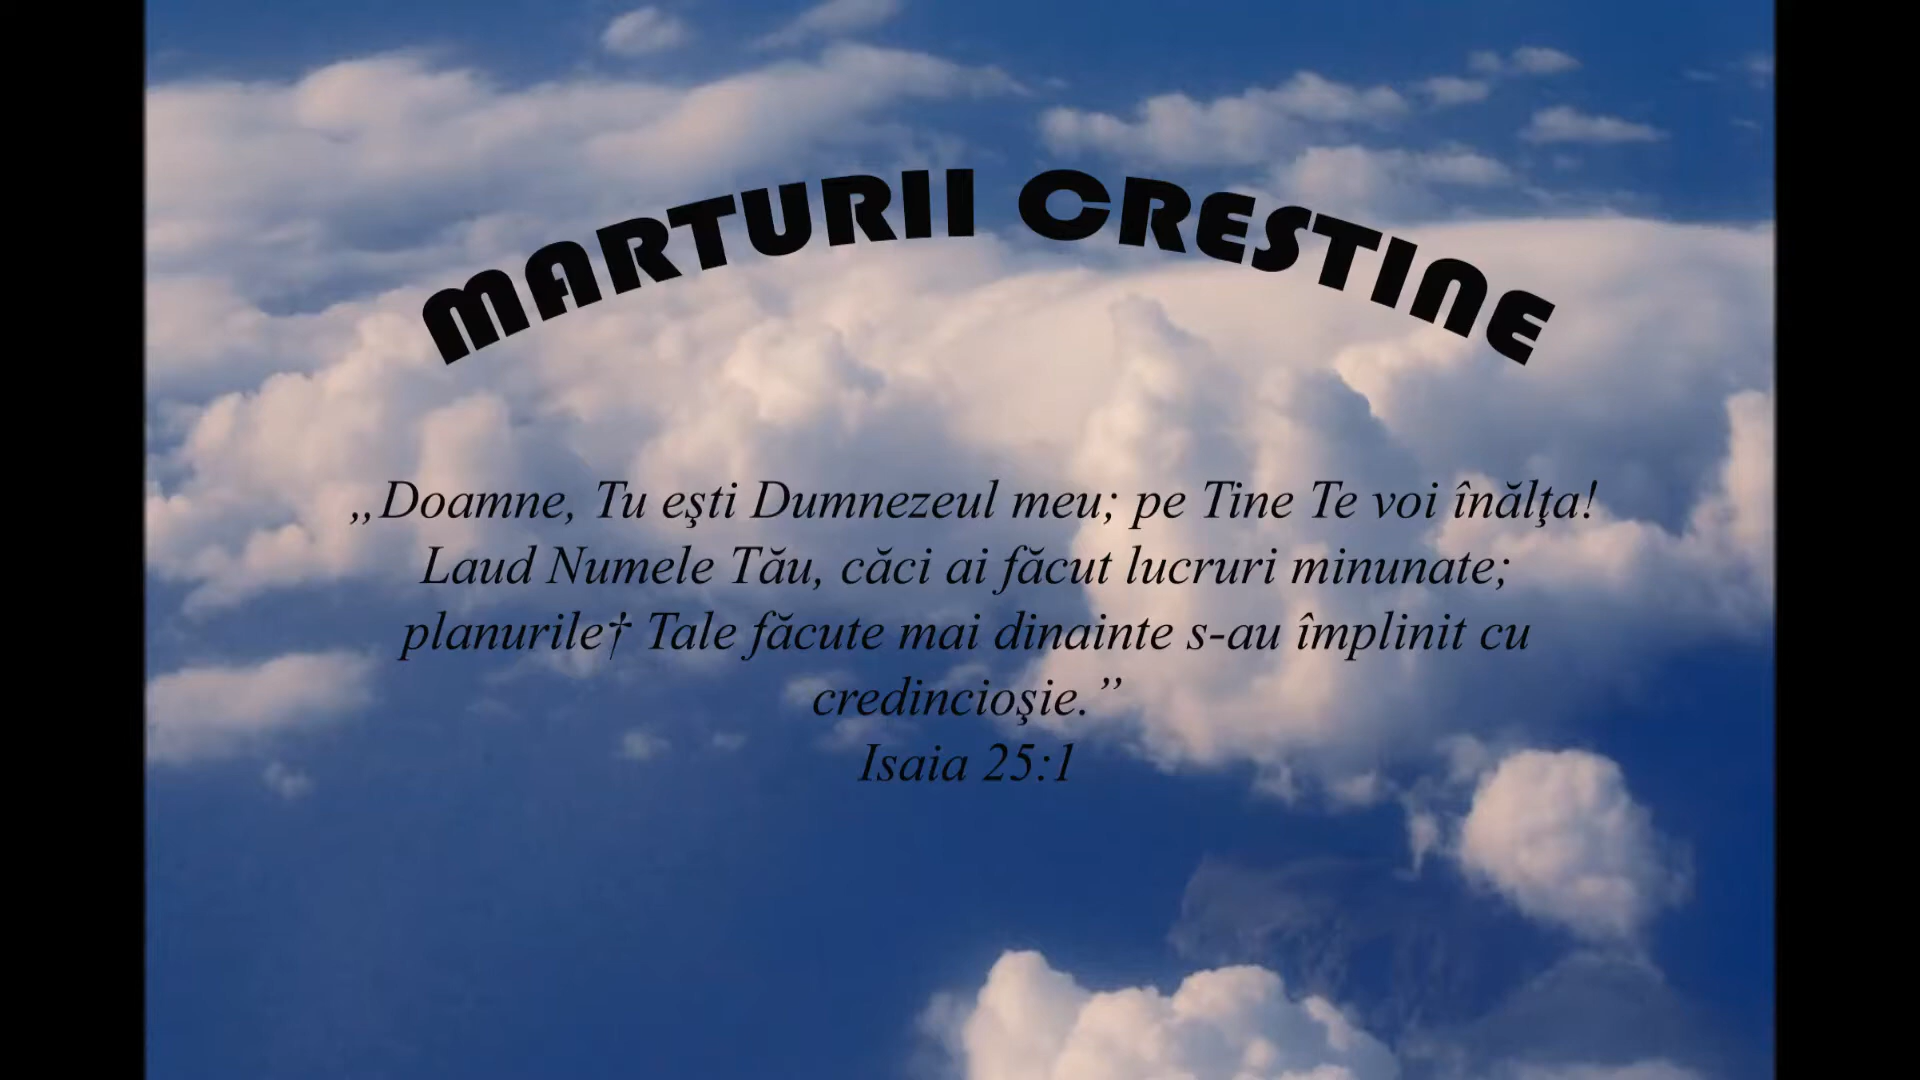 MARTURII CRESTINE
„Doamne, Tu eşti Dumnezeul meu; pe Tine Te voi înălţa!
Laud Numele Tău, căci ai făcut lucruri minunate;
planurile† Tale făcute mai dinainte s-au împlinit cu
credincioşie.”
Isaia 25:1